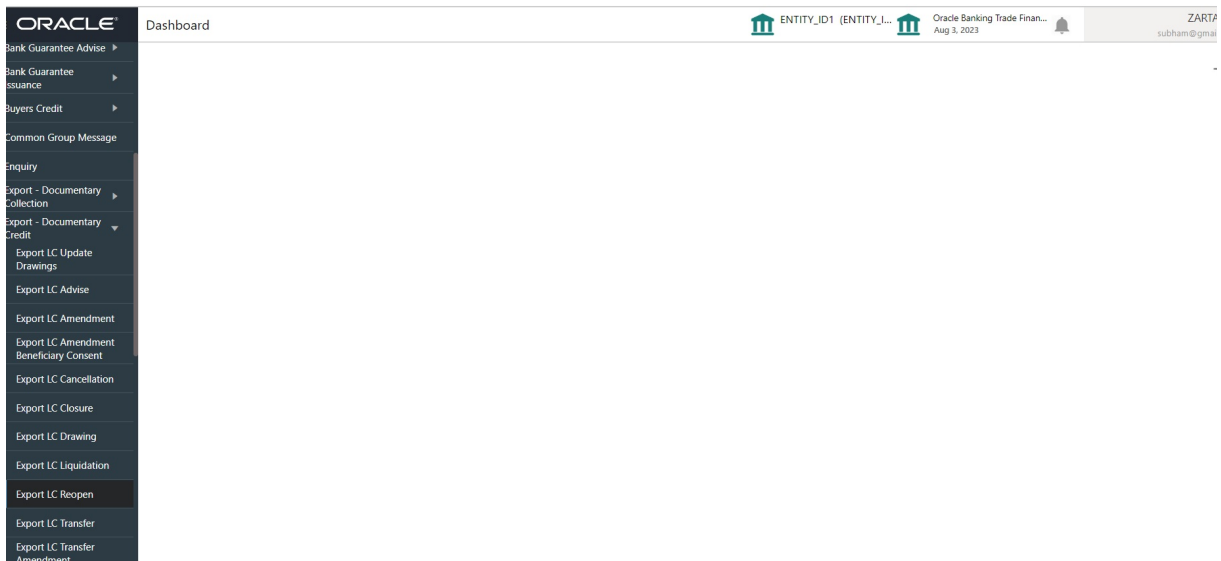 ORACLE
Dashboard
ENTITY_ID1 (ENTITY_I...
Oracle Banking Trade Finan...
Aug 3, 2023
ZARTA
subham@gmai
Bank Guarantee Advise
Bank Guarantee
Issuance
Buyers Credit
Common Group Message
Enquiry
Export - Documentary
Collection
Export - Documentary
Credit
Export LC Update
Drawings
Export LC Advise
Export LC Amendment
Export LC Amendment
Beneficiary Consent
Export LC Cancellation
Export LC Closure
Export LC Drawing
Export LC Liquidation
Export LC Reopen
Export LC Transfer
Export LC Transfer
Amendment